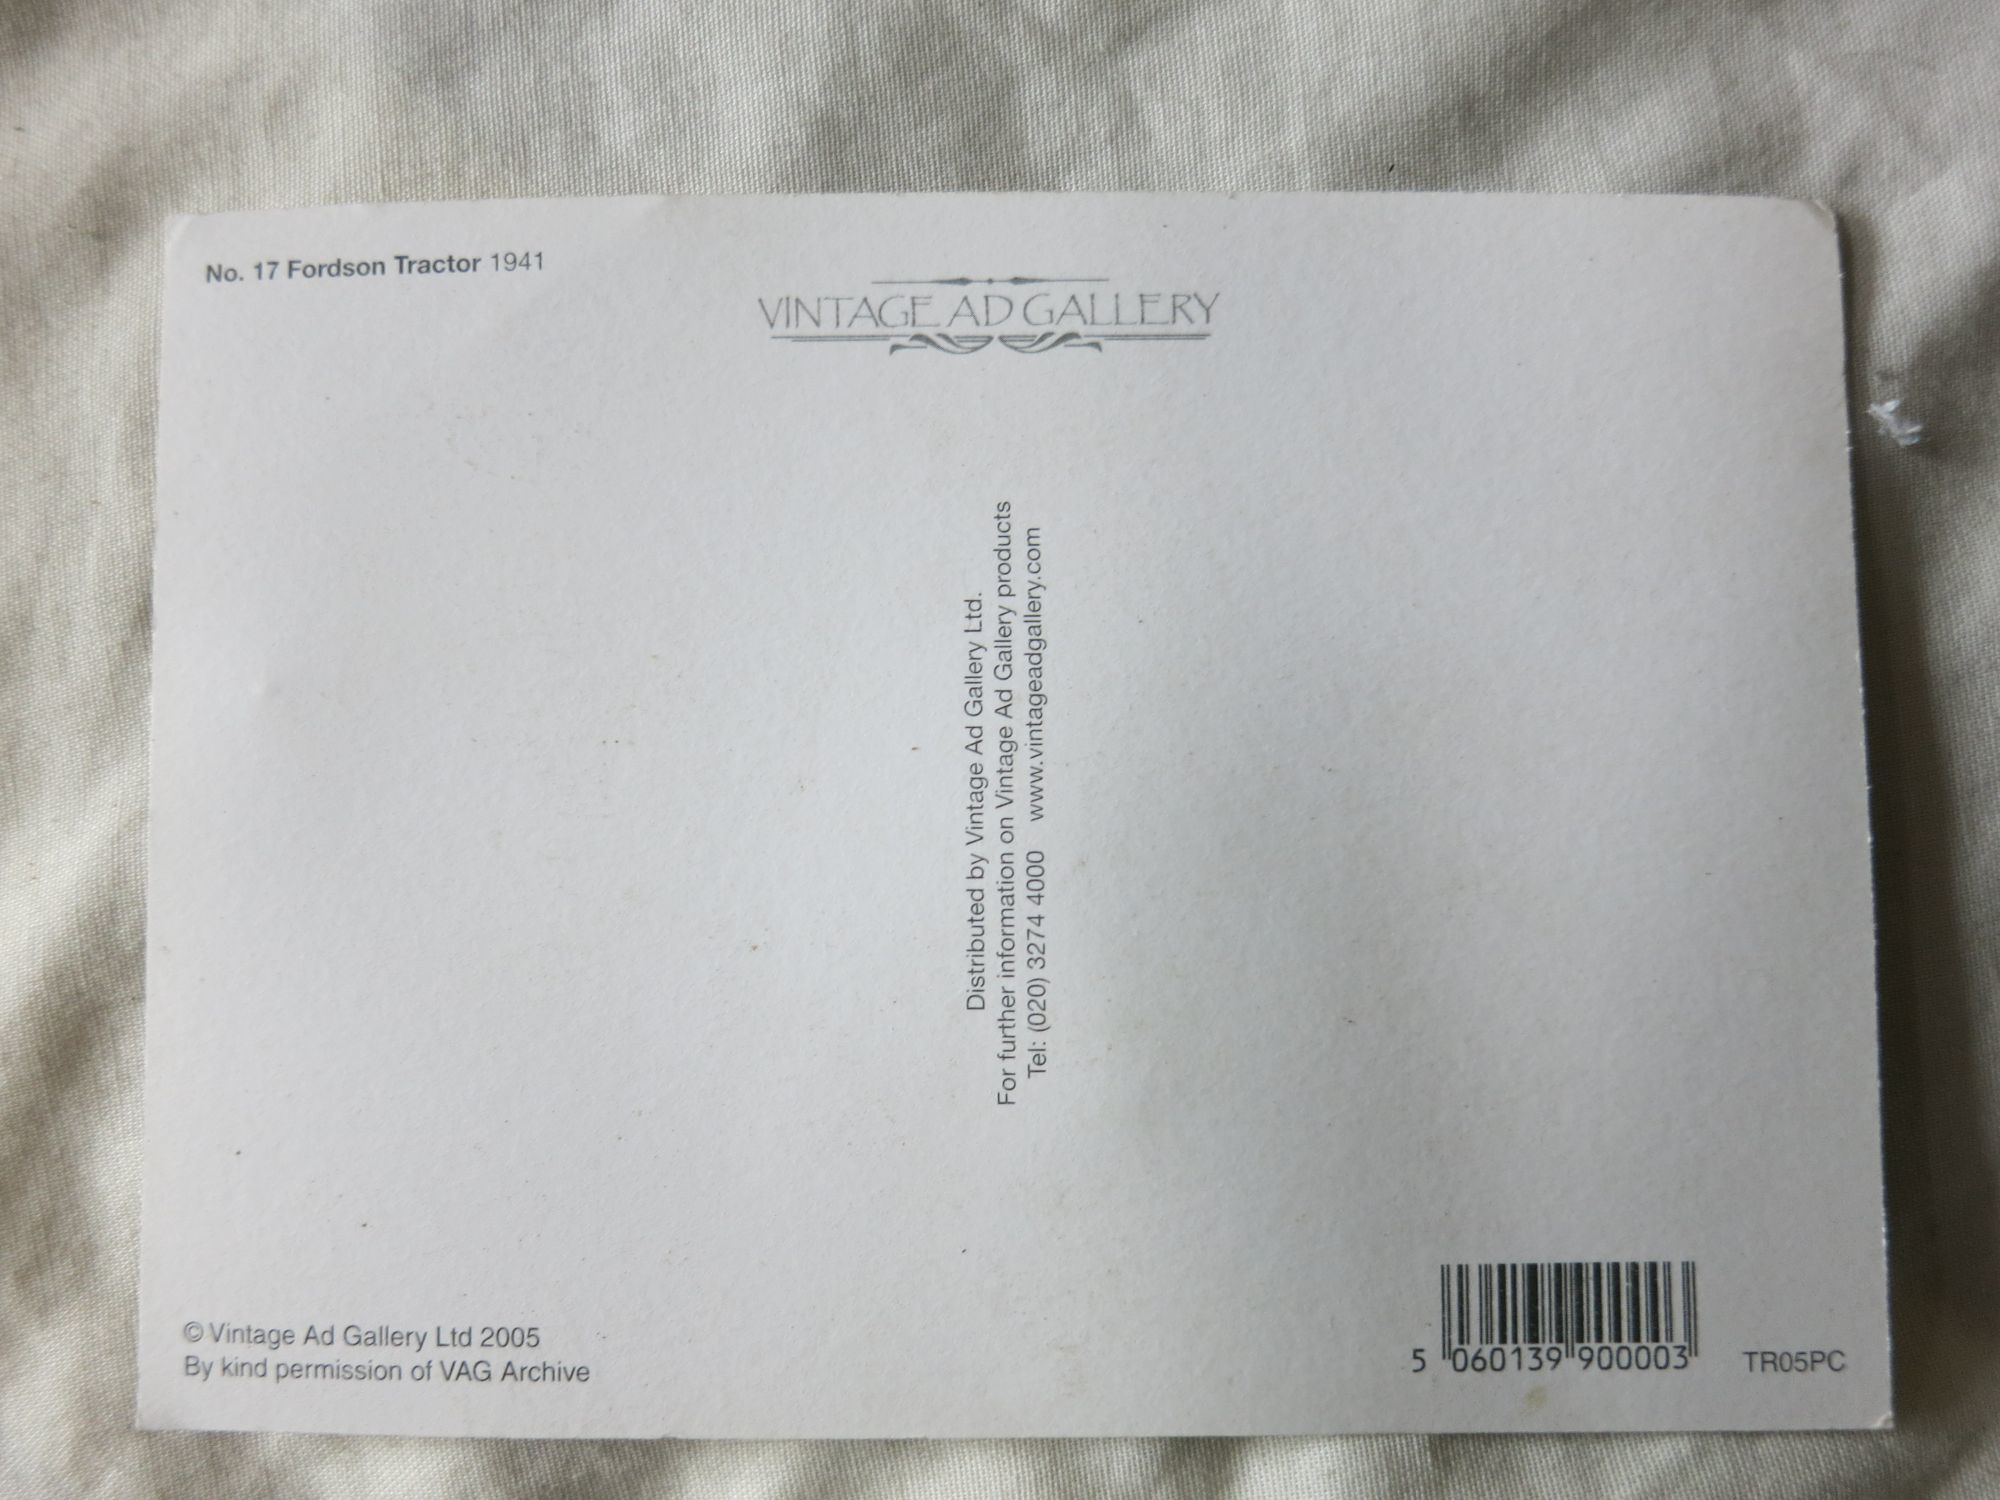 No. 17 Fordson Tractor 1941
VINTAGE AD GALLERY
Distributed by Vintage Ad Gallery Ltd.
For further information on Vintage Ad Gallery products
Tel: (020) 3274 4000 www.vintageadgallery.com
© Vintage Ad Gallery Ltd 2005
By kind permission of VAG Archive
5 060139 900003
TR05PC